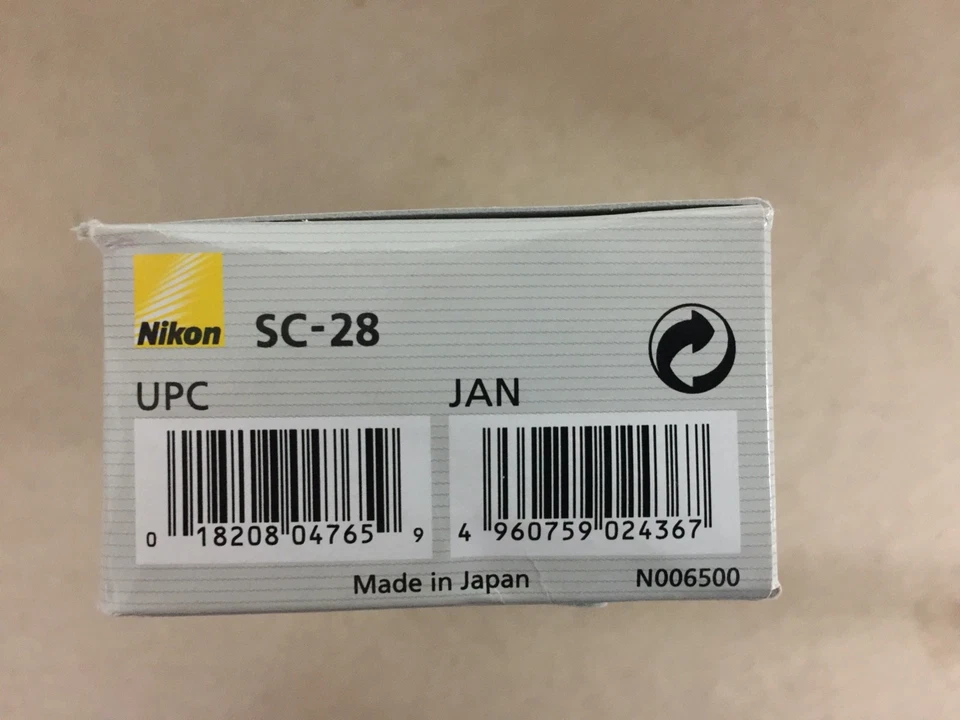 Nikon
SC-28
UPC
JAN
0 18208 04765 9
4 960759 024367
Made in Japan
N006500